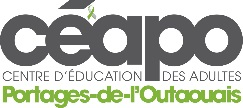 céapo
CENTRE D'ÉDUCATION DES ADULTES
Portages-de-l'Outaouais